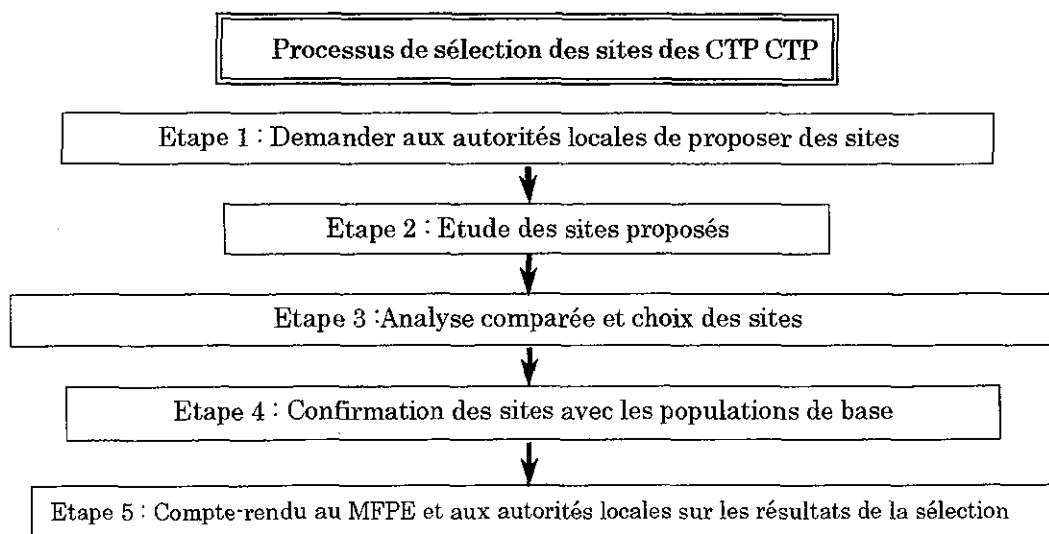 Processus de sélection des sites des CTP CTP
Etape 1 : Demander aux autorités locales de proposer des sites
Etape 2 : Etude des sites proposés
Etape 3 :Analyse comparée et choix des sites
Etape 4 : Confirmation des sites avec les populations de base
Etape 5 : Compte-rendu au MFPE et aux autorités locales sur les résultats de la sélection